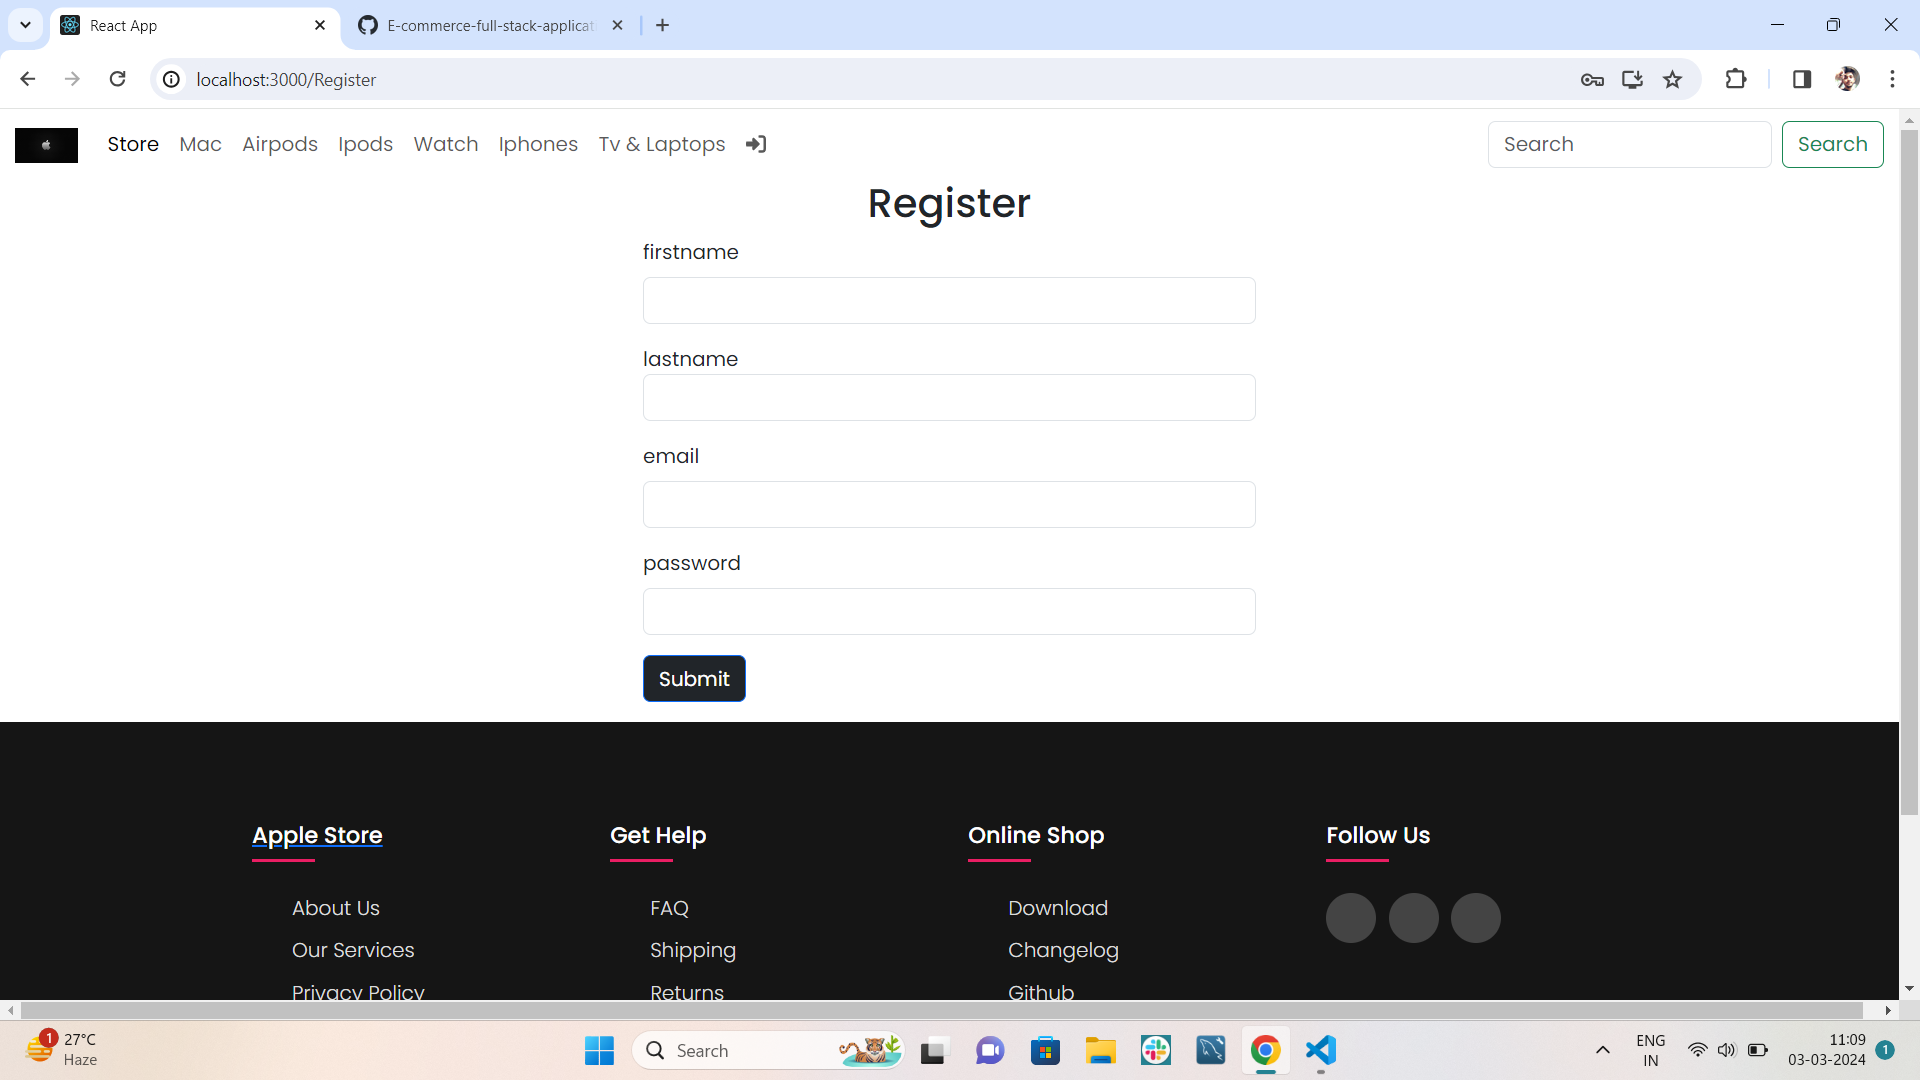 React App
E-commerce-full-stack-applicat
localhost:3000/Register
Store Mac Airpods Ipods Watch Iphones Tv & Laptops Search Search
Register
firstname
lastname
email
password
Submit
Apple Store Get Help Online Shop Follow Us
About Us FAQ Download
Our Services Shipping Changelog
Privacy Policy Returns Github
1 27°C Haze
Search
ENG IN
11:09
03-03-2024
1